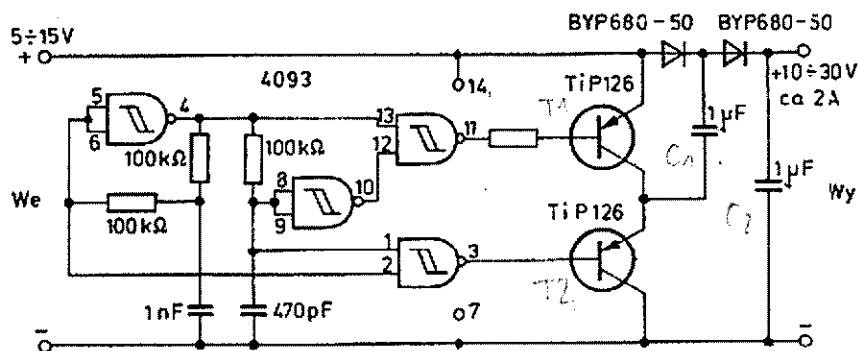 BYP680-50 BYP680-50
5÷15V
+
4093
14
+10÷30V
ca 2A
TiP126
T1
5
6
4
13
12
11
1µF
C1
100kΩ
100kΩ
8
9
10
1µF
C2
We
Wy
100kΩ
TiP126
1
2
3
T2
1nF
470pF
7
-
-